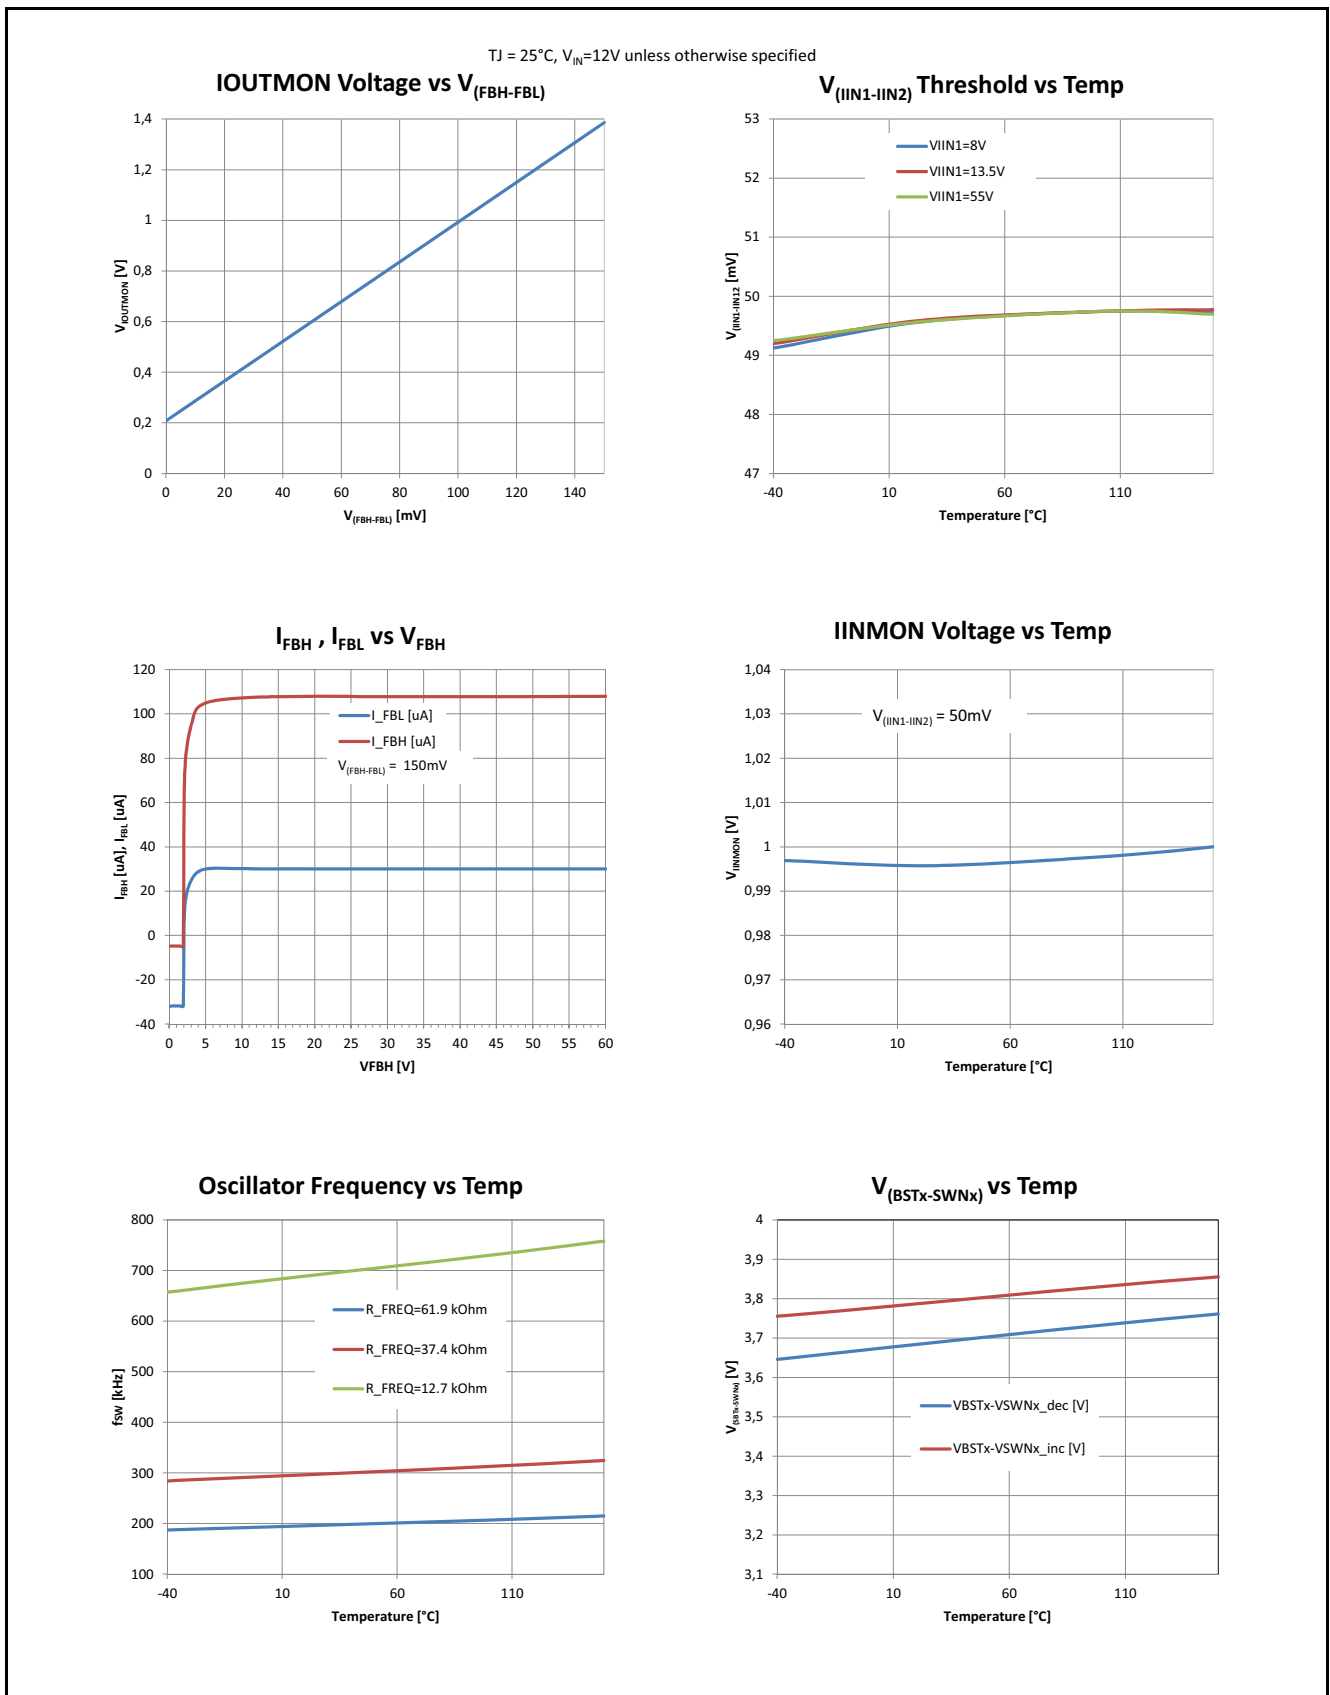 TJ = 25°C, VIN=12V unless otherwise specified
IOUTMON Voltage vs V(FBH-FBL)
1,4
1,2
1
0,8
0,6
0,4
0,2
0
VIOUTMON [V]
0 20 40 60 80 100 120 140
V(FBH-FBL) [mV]
V(IIN1-IIN2) Threshold vs Temp
53
52
51
50
49
48
47
V(IIN1-IIN12 [mV]
VIIN1=8V
VIIN1=13.5V
VIIN1=55V
-40 10 60 110
Temperature [°C]
IFBH , IFBL vs VFBH
120
100
80
60
40
20
0
-20
-40
IFBH [uA], IFBL [uA]
I_FBL [uA]
I_FBH [uA]
V(FBH-FBL) = 150mV
0 5 10 15 20 25 30 35 40 45 50 55 60
VFBH [V]
IINMON Voltage vs Temp
1,04
1,03
1,02
1,01
1
0,99
0,98
0,97
0,96
VIINMON [V]
V(IIN1-IIN2) = 50mV
-40 10 60 110
Temperature [°C]
Oscillator Frequency vs Temp
800
700
600
500
400
300
200
100
fsw [kHz]
R_FREQ=61.9 kOhm
R_FREQ=37.4 kOhm
R_FREQ=12.7 kOhm
-40 10 60 110
Temperature [°C]
V(BSTx-SWNx) vs Temp
4
3,9
3,8
3,7
3,6
3,5
3,4
3,3
3,2
3,1
V(SBTx-SWNx) [V]
VBSTx-VSWNx_dec [V]
VBSTx-VSWNx_inc [V]
-40 10 60 110
Temperature [°C]